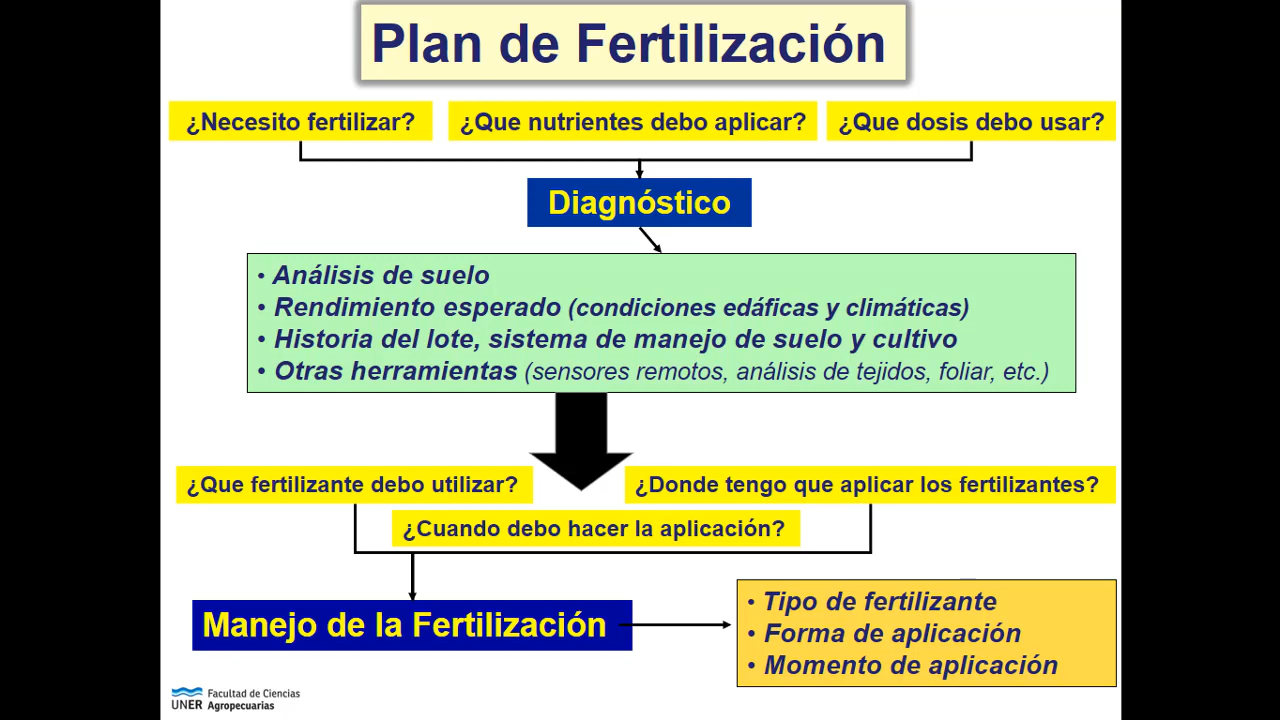 Plan de Fertilización
¿Necesito fertilizar?
¿Que nutrientes debo aplicar?
¿Que dosis debo usar?
Diagnóstico
• Análisis de suelo
• Rendimiento esperado (condiciones edáficas y climáticas)
• Historia del lote, sistema de manejo de suelo y cultivo
• Otras herramientas (sensores remotos, análisis de tejidos, foliar, etc.)
¿Que fertilizante debo utilizar?
¿Donde tengo que aplicar los fertilizantes?
¿Cuando debo hacer la aplicación?
Manejo de la Fertilización
• Tipo de fertilizante
• Forma de aplicación
• Momento de aplicación
UNER
Facultad de Ciencias
Agropecuarias